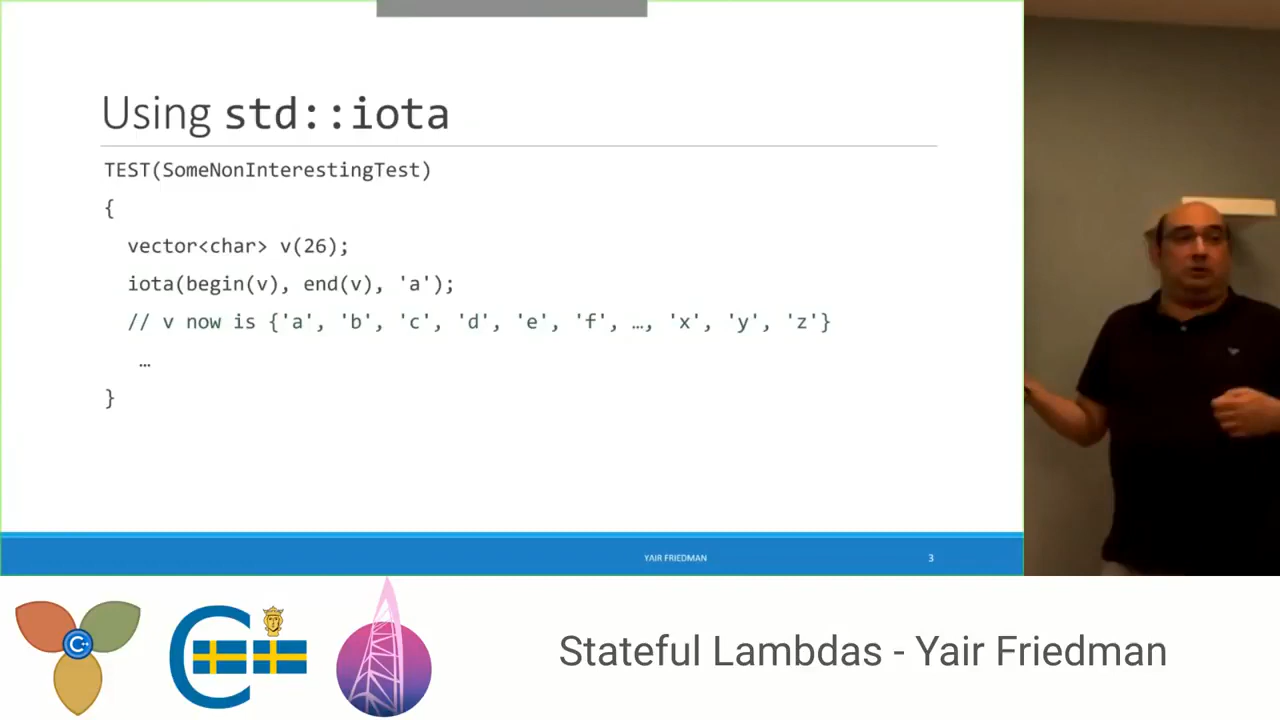 Using std::iota
TEST(SomeNonInterestingTest)
{
vector<char> v(26);
iota(begin(v), end(v), 'a');
// v now is {'a', 'b', 'c', 'd', 'e', 'f', …, 'x', 'y', 'z'}
…
}
YAIR FRIEDMAN 3
C++
C++
Stateful Lambdas - Yair Friedman